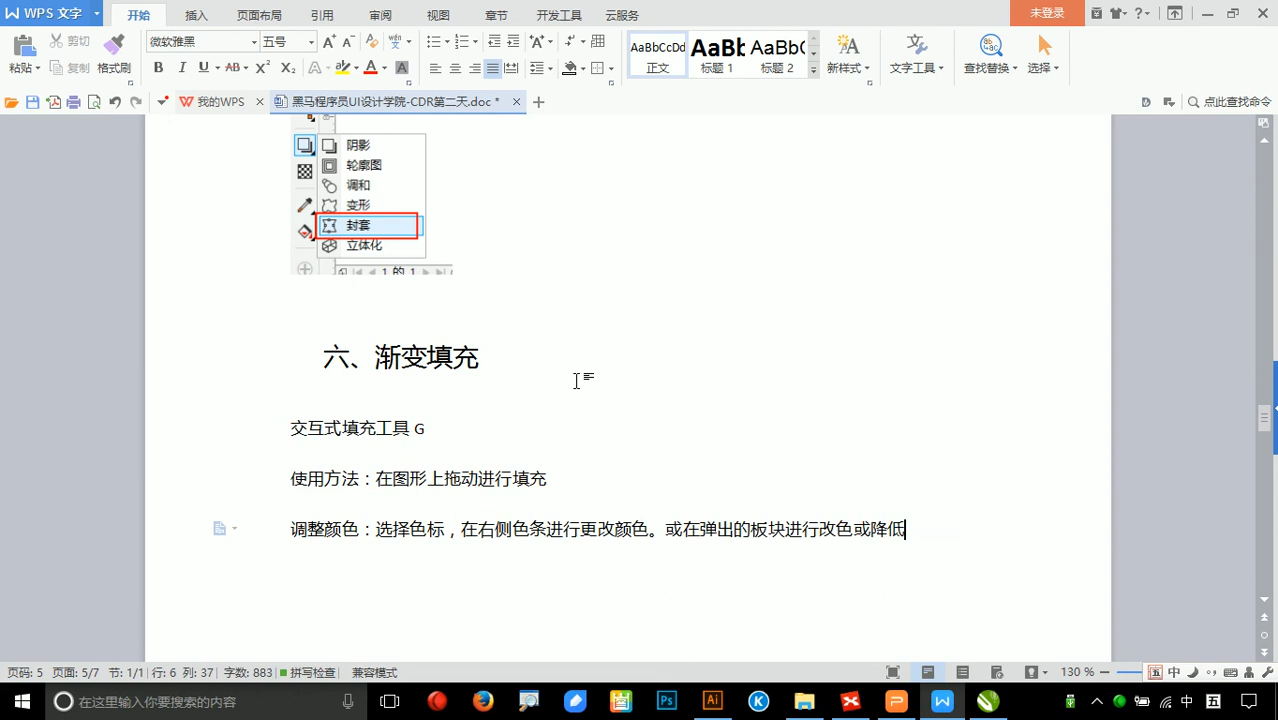 WPS 文字
开始
插入
页面布局
引用
审阅
视图
章节
开发工具
云服务
未登录
粘贴
剪切
复制
格式刷
微软雅黑
五号
AaBbCcDd
正文
AaBb
标题 1
AaBbC
标题 2
新样式
文字工具
查找替换
选择
我的WPS
黑马程序员UI设计学院-CDR第二天.doc *
点此查找命令
阴影
轮廓图
调和
变形
封套
立体化
1 的 1
六、渐变填充
交互式填充工具 G
使用方法：在图形上拖动进行填充
调整颜色：选择色标，在右侧色条进行更改颜色。或在弹出的板块进行改色或降低
页码: 5 页面: 5/7 节: 1/1 行: 6 列: 37 字数: 883 拼写检查 兼容模式
130 %
五 中
在这里输入你要搜索的内容
Ps
Ai
K
P
W
中
五